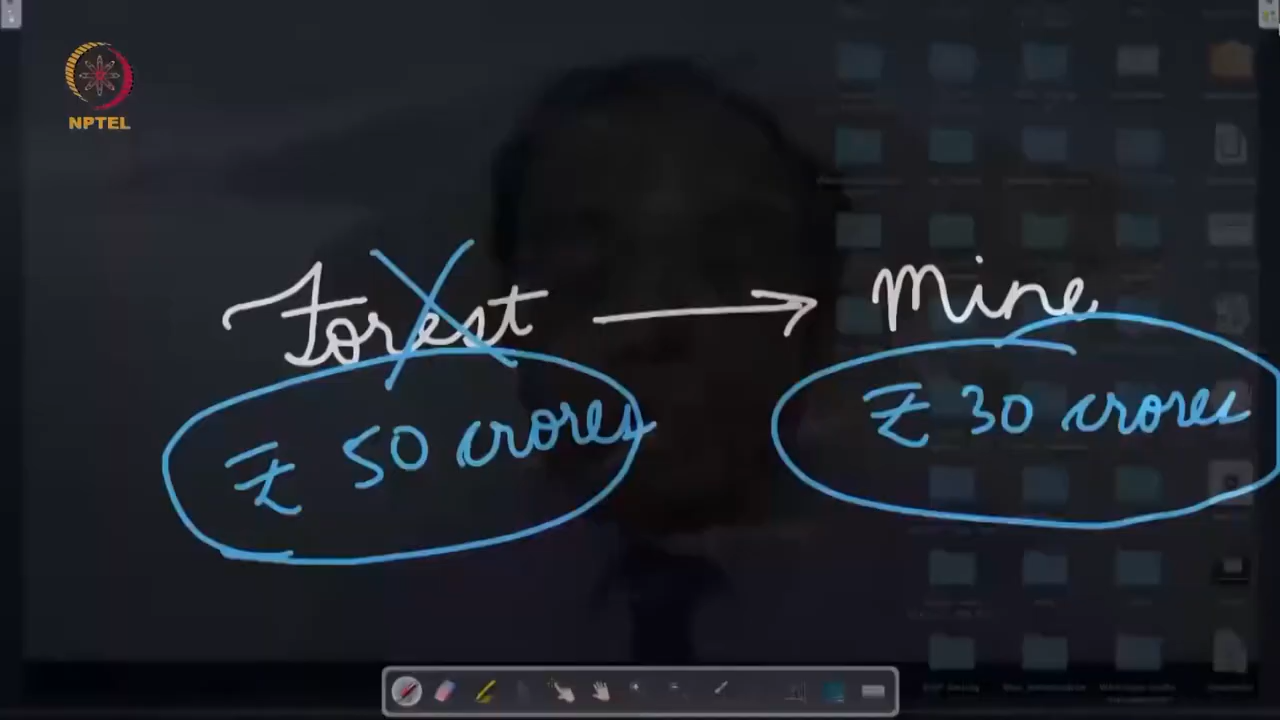 NPTEL
Forest → Mine
₹ 50 crores ₹ 30 crores